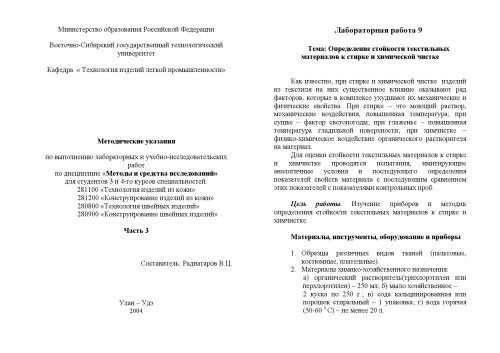 Министерство образования Российской Федерации
Восточно-Сибирский государственный технологический
университет
Кафедра « Технология изделий легкой промышленности»
Методические указания
по выполнению лабораторных и учебно-исследовательских
работ
по дисциплине «Методы и средства исследований»
для студентов 3 и 4-го курсов специальностей:
281100 «Технология изделий из кожи»
281200 «Конструирование изделий из кожи»
280800 «Технология швейных изделий»
280900 «Конструирование швейных изделий»
Часть 3
Составитель: Раднатаров В.Ц.
Улан – Удэ
2004
Лабораторная работа 9
Тема: Определение стойкости текстильных
материалов к стирке и химической чистке
Как известно, при стирке и химической чистке изделий
из текстиля на них существенное влияние оказывают ряд
факторов, которые в комплексе ухудшают их механические и
физические свойства. При стирке – это моющий раствор,
механические воздействия, повышенная температура; при
сушке – фактор светопогоды; при глаженье – повышенная
температура гладильной поверхности; при химчистке –
физико-химическое воздействие органического растворителя
на материал.
Для оценки стойкости текстильных материалов к стирке
и химчистке проводятся испытания, имитирующие
аналогичные условия и последующего определения
показателей свойств материала с последующим сравнением
этих показателей с показателями контрольных проб.
Цель работы. Изучение приборов и методик
определения стойкости текстильных материалов к стирке и
химчистке
Материалы, инструменты, оборудование и приборы
1. Образцы различных видов тканей (пальтовые,
костюмные, плательные).
2. Материалы химико-хозяйственного назначения:
а) органический растворитель(трихлорэтилен или
перхлорэтилен) – 250 мг, б) мыло хозяйственное –
2 куска по 250 г., в) сода кальцинированная или
порошок стиральный – 1 упаковка, г) вода горячая
(50-60 ⁰ С) – не менее 20 л.